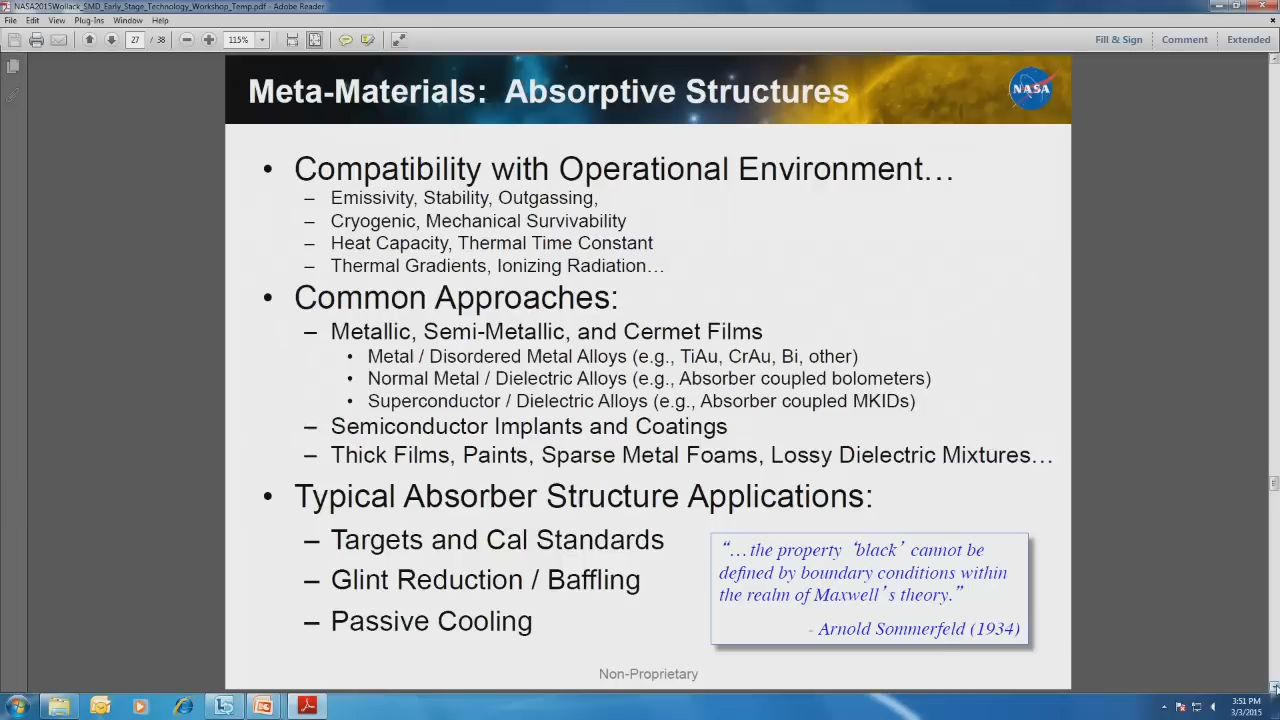 NASA2015Wollack_SMD_Early_Stage_Technology_Workshop_Temp.pdf - Adobe Reader
File Edit View Plug-Ins Window Help
27 / 38 115% Fill & Sign Comment Extended
Meta-Materials: Absorptive Structures
NASA
• Compatibility with Operational Environment…
– Emissivity, Stability, Outgassing,
– Cryogenic, Mechanical Survivability
– Heat Capacity, Thermal Time Constant
– Thermal Gradients, Ionizing Radiation…
• Common Approaches:
– Metallic, Semi-Metallic, and Cermet Films
• Metal / Disordered Metal Alloys (e.g., TiAu, CrAu, Bi, other)
• Normal Metal / Dielectric Alloys (e.g., Absorber coupled bolometers)
• Superconductor / Dielectric Alloys (e.g., Absorber coupled MKIDs)
– Semiconductor Implants and Coatings
– Thick Films, Paints, Sparse Metal Foams, Lossy Dielectric Mixtures…
• Typical Absorber Structure Applications:
– Targets and Cal Standards
– Glint Reduction / Baffling
– Passive Cooling
“…the property ‘black’ cannot be
defined by boundary conditions within
the realm of Maxwell’s theory.”
- Arnold Sommerfeld (1934)
Non-Proprietary
3:51 PM
3/3/2015